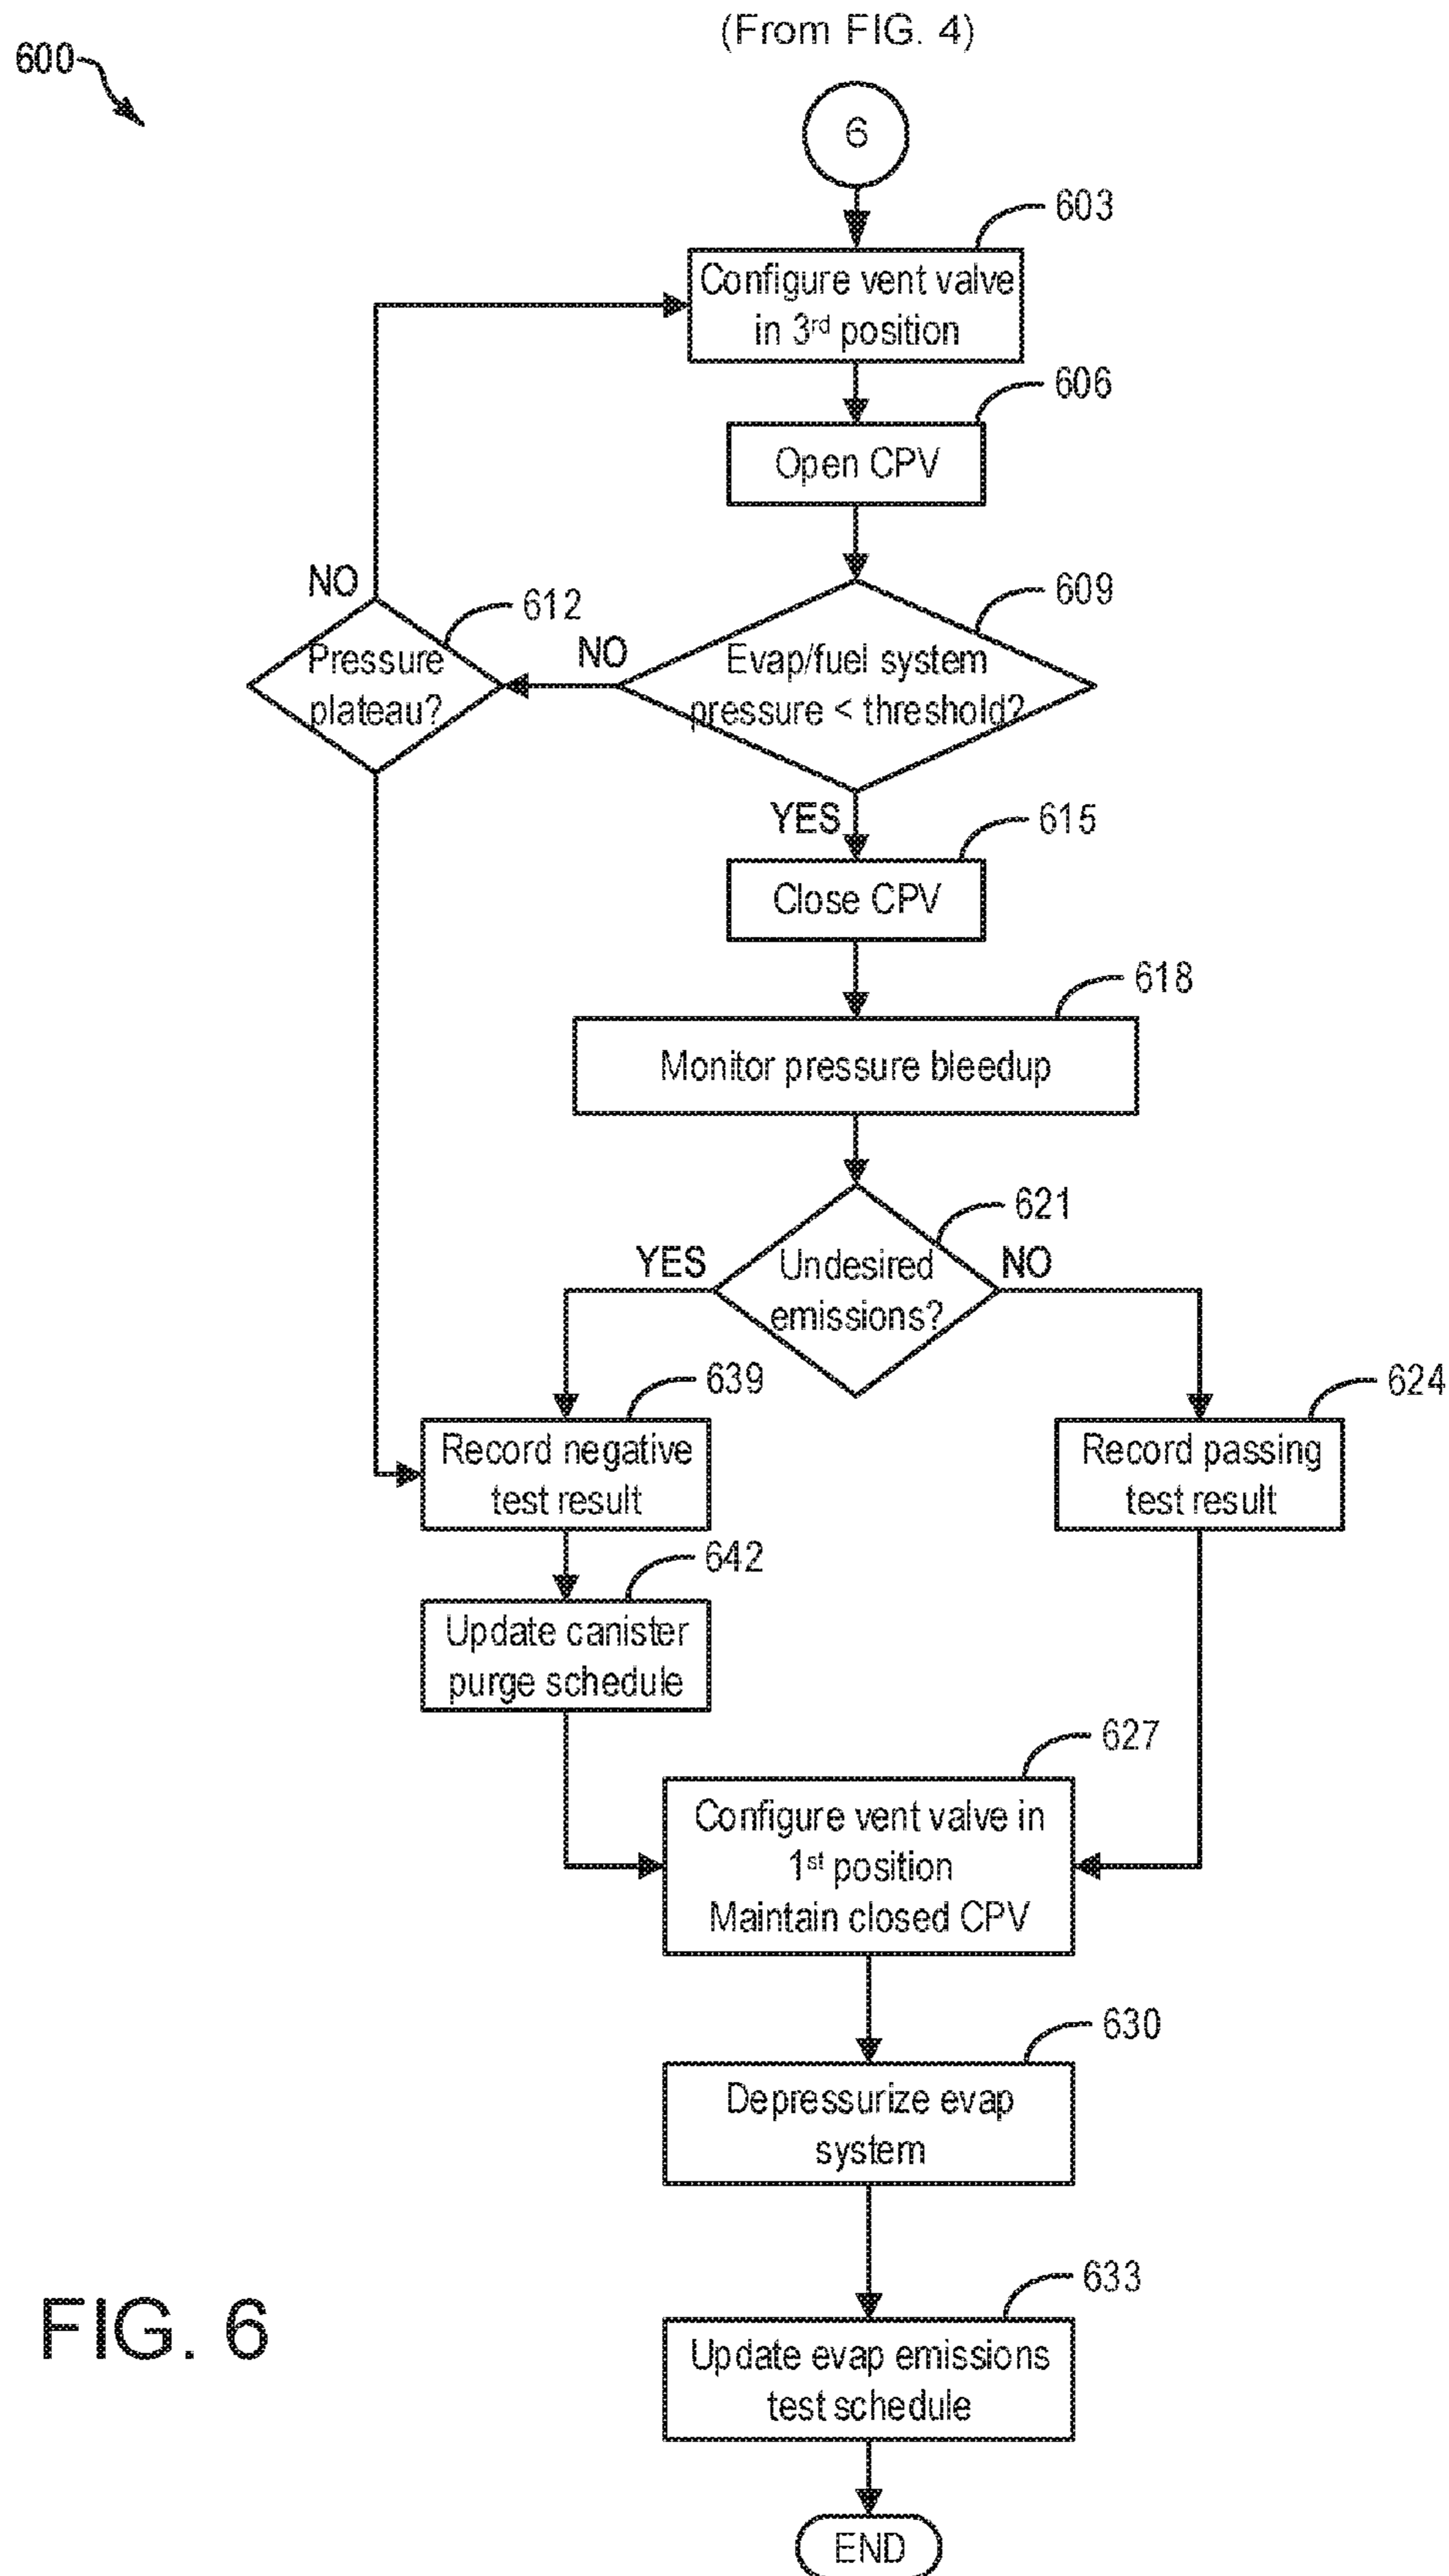 (From FIG. 4)
600
6
603
Configure vent valve
in 3rd position
606
Open CPV
609
Evap/fuel system
pressure < threshold?
NO
612
Pressure
plateau?
NO
YES
615
Close CPV
618
Monitor pressure bleedup
621
Undesired
emissions?
YES
NO
639
Record negative
test result
624
Record passing
test result
642
Update canister
purge schedule
627
Configure vent valve in
1st position
Maintain closed CPV
630
Depressurize evap
system
633
Update evap emissions
test schedule
END
FIG. 6